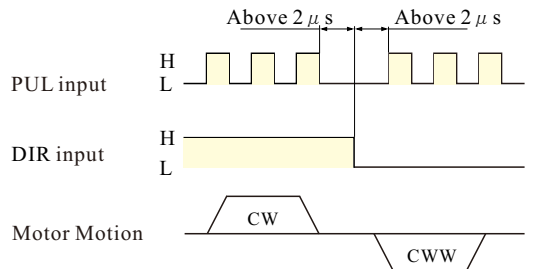 Above 2 μ s Above 2 μ s
H
PUL input L
H
DIR input L
CW
Motor Motion
CWW